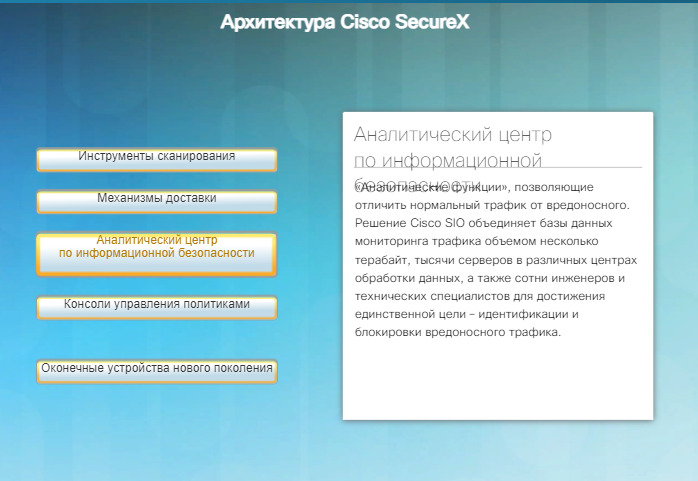 Архитектура Cisco SecureX
Инструменты сканирования
Механизмы доставки
Аналитический центр
по информационной безопасности
Консоли управления политиками
Оконечные устройства нового поколения
Аналитический центр
по информационной
безопасности
«Аналитические функции», позволяющие
отличить нормальный трафик от вредоносного.
Решение Cisco SIO объединяет базы данных
мониторинга трафика объемом несколько
терабайт, тысячи серверов в различных центрах
обработки данных, а также сотни инженеров и
технических специалистов для достижения
единственной цели – идентификации и
блокировки вредоносного трафика.